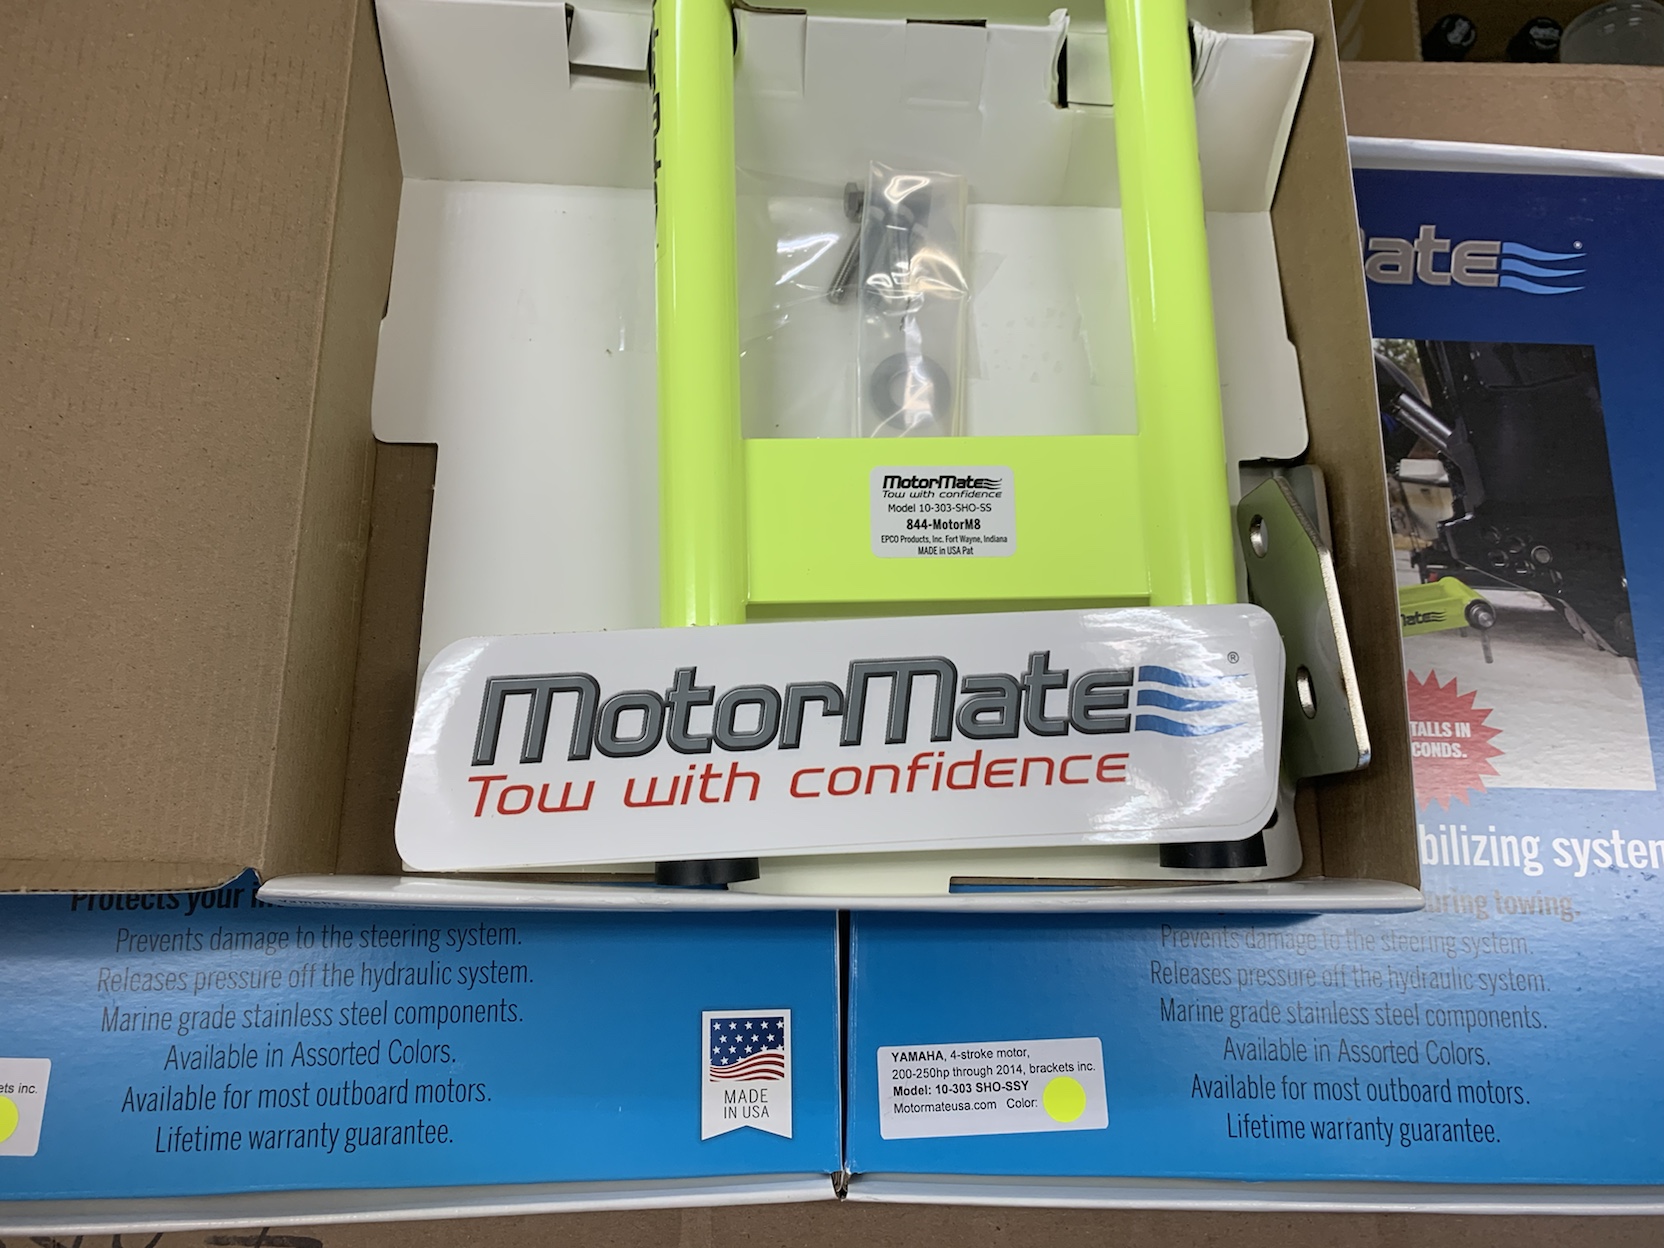 MotorMate
ate
MotorMate
Tow with confidence
Model 10-303-SHO-SS
844-MotorM8
EPCO Products, Inc. Fort Wayne, Indiana
MADE in USA Pat
MotorMate®
Tow with confidence
ate
TALLS IN
CONDS.
bilizing system
uring towing.
Protects your
Prevents damage to the steering system.
Releases pressure off the hydraulic system.
Marine grade stainless steel components.
Available in Assorted Colors.
Available for most outboard motors.
Lifetime warranty guarantee.
ets inc.
MADE
IN USA
YAMAHA, 4-stroke motor,
200-250hp through 2014, brackets inc.
Model: 10-303 SHO-SSY
Motormateusa.com Color:
Prevents damage to the steering system.
Releases pressure off the hydraulic system.
Marine grade stainless steel components.
Available in Assorted Colors.
Available for most outboard motors.
Lifetime warranty guarantee.